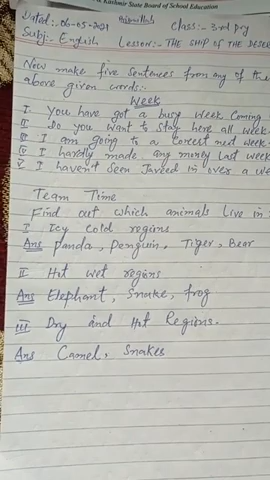 Kashmir State Board of School Education
Dated:- 06-05-2021 Bismillah Class:- 3rd pry
Subj:- English Lesson:- THE SHIP OF THE DESER
Now make five sentences from any of the
above given words:-
Week
I. You have got a busy week coming
II Do you want to stay here all week.
III I am going to a concest next week.
IV I hardly made any money last week
V. I haven't seen Javeed in over a we
Team Time
Find out which animals live in:
I Icy cold regions
Ans panda, penguin, Tiger, Bear
II Hot wet regions
Ans Elephant, Snake, frog
III Dry and Hot Regions.
Ans Camel, Snakes